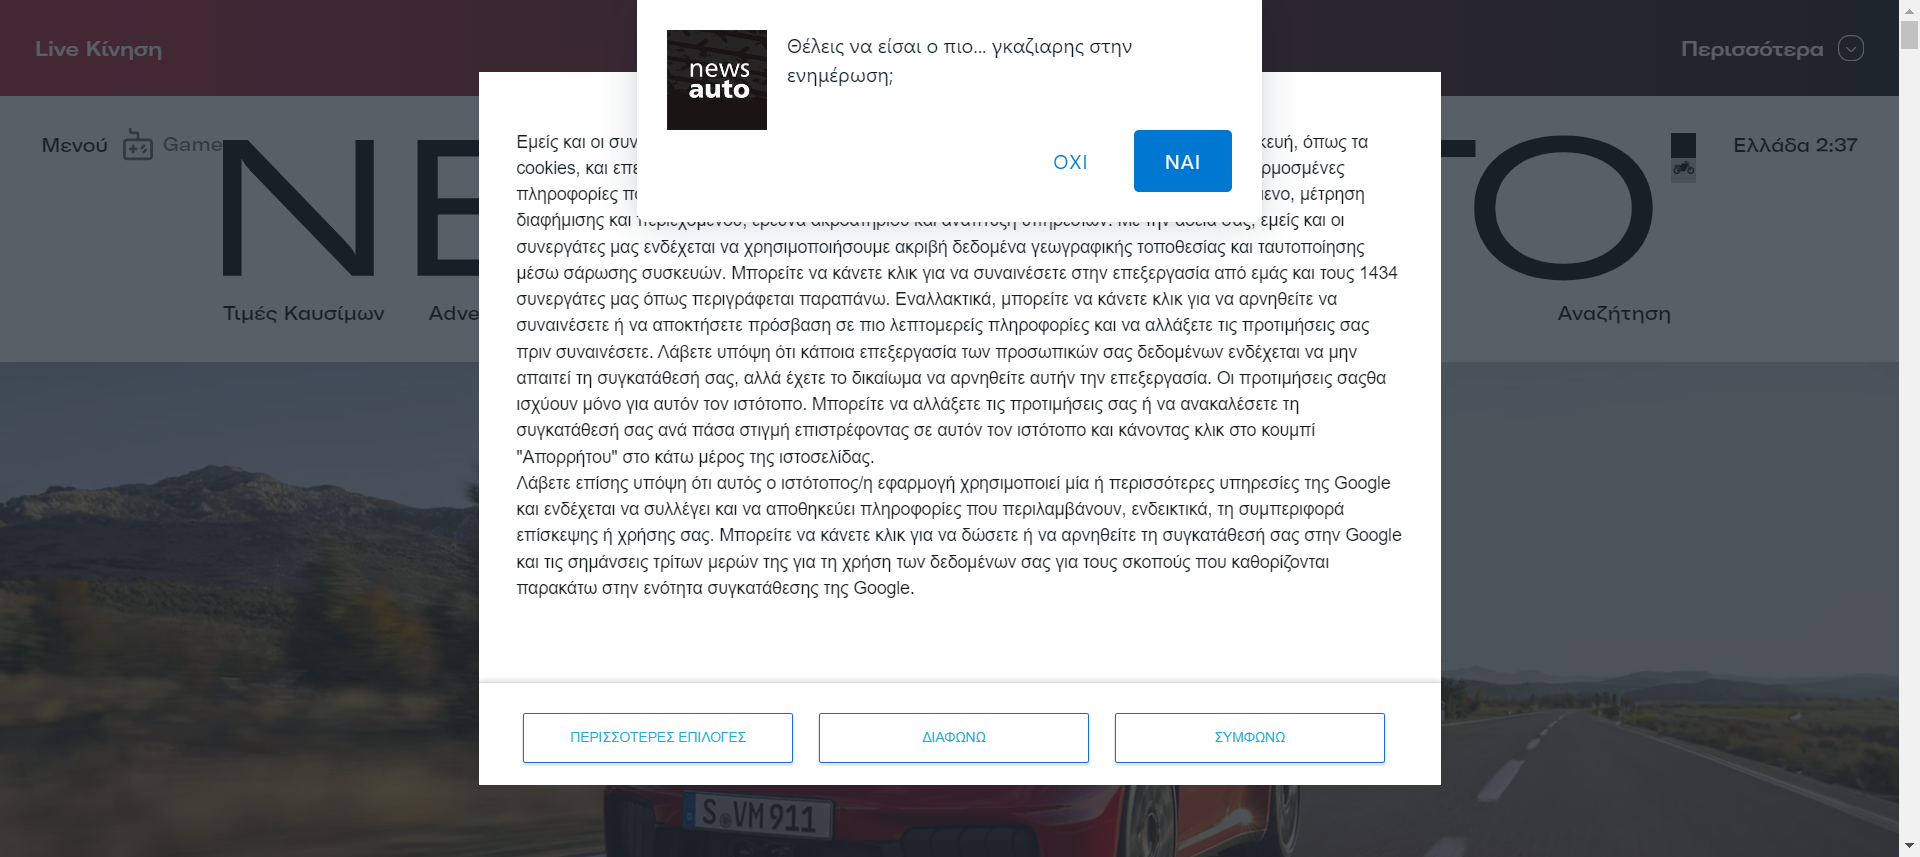 Live Κίνηση
Περισσότερα
news
auto
Θέλεις να είσαι ο πιο... γκαζιαρης στην
ενημέρωση;
ΟΧΙ
ΝΑΙ
Μενού
Game
Ελλάδα 2:37
Τιμές Καυσίμων
Adve
Αναζήτηση
Εμείς και οι συν
κευή, όπως τα
cookies, και επε
ρμοσμένες
πληροφορίες πο
μενο, μέτρηση
διαφήμισης και περιεχομένου, έρευνα ακροατηρίου και ανάπτυξη υπηρεσιών. Με την άδειά σας, εμείς και οι
συνεργάτες μας ενδέχεται να χρησιμοποιήσουμε ακριβή δεδομένα γεωγραφικής τοποθεσίας και ταυτοποίησης
μέσω σάρωσης συσκευών. Μπορείτε να κάνετε κλικ για να συναινέσετε στην επεξεργασία από εμάς και τους 1434
συνεργάτες μας όπως περιγράφεται παραπάνω. Εναλλακτικά, μπορείτε να κάνετε κλικ για να αρνηθείτε να
συναινέσετε ή να αποκτήσετε πρόσβαση σε πιο λεπτομερείς πληροφορίες και να αλλάξετε τις προτιμήσεις σας
πριν συναινέσετε. Λάβετε υπόψη ότι κάποια επεξεργασία των προσωπικών σας δεδομένων ενδέχεται να μην
απαιτεί τη συγκατάθεσή σας, αλλά έχετε το δικαίωμα να αρνηθείτε αυτήν την επεξεργασία. Οι προτιμήσεις σαςθα
ισχύουν μόνο για αυτόν τον ιστότοπο. Μπορείτε να αλλάξετε τις προτιμήσεις σας ή να ανακαλέσετε τη
συγκατάθεσή σας ανά πάσα στιγμή επιστρέφοντας σε αυτόν τον ιστότοπο και κάνοντας κλικ στο κουμπί
"Απορρήτου" στο κάτω μέρος της ιστοσελίδας.
Λάβετε επίσης υπόψη ότι αυτός ο ιστότοπος/η εφαρμογή χρησιμοποιεί μία ή περισσότερες υπηρεσίες της Google
και ενδέχεται να συλλέγει και να αποθηκεύει πληροφορίες που περιλαμβάνουν, ενδεικτικά, τη συμπεριφορά
επίσκεψης ή χρήσης σας. Μπορείτε να κάνετε κλικ για να δώσετε ή να αρνηθείτε τη συγκατάθεσή σας στην Google
και τις σημάνσεις τρίτων μερών της για τη χρήση των δεδομένων σας για τους σκοπούς που καθορίζονται
παρακάτω στην ενότητα συγκατάθεσης της Google.
ΠΕΡΙΣΣΟΤΕΡΕΣ ΕΠΙΛΟΓΕΣ
ΔΙΑΦΩΝΩ
ΣΥΜΦΩΝΩ
S VM 911